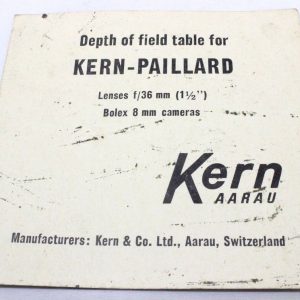 Depth of field table for
KERN-PAILLARD
Lenses f/36 mm (1½")
Bolex 8 mm cameras
Kern
AARAU
Manufacturers: Kern & Co. Ltd., Aarau, Switzerland